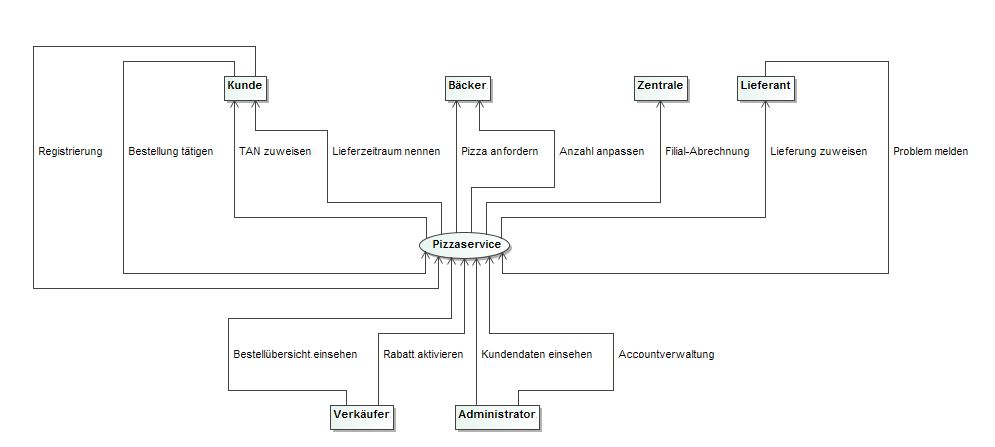 Kunde
Bäcker
Zentrale
Lieferant
Registrierung
Bestellung tätigen
TAN zuweisen
Lieferzeitraum nennen
Pizza anfordern
Anzahl anpassen
Filial-Abrechnung
Lieferung zuweisen
Problem melden
Pizzaservice
Bestellübersicht einsehen
Rabatt aktivieren
Kundendaten einsehen
Accountverwaltung
Verkäufer
Administrator